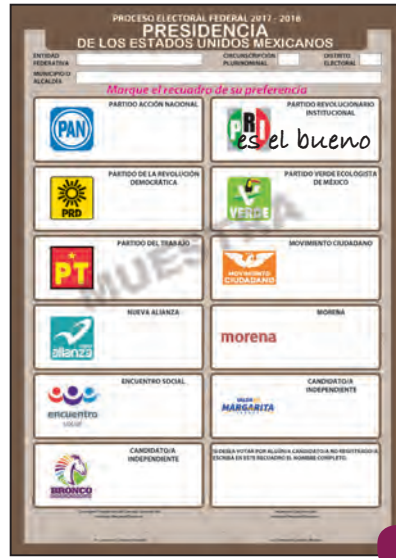 PROCESO ELECTORAL FEDERAL 2017 - 2018
PRESIDENCIA
DE LOS ESTADOS UNIDOS MEXICANOS
ENTIDAD FEDERATIVA
CIRCUNSCRIPCIÓN PLURINOMINAL
DISTRITO ELECTORAL
MUNICIPIO O ALCALDÍA
Marque el recuadro de su preferencia
PAN
PARTIDO ACCIÓN NACIONAL
PRI
PARTIDO REVOLUCIONARIO
INSTITUCIONAL
es el bueno
PRD
PARTIDO DE LA REVOLUCIÓN
DEMOCRÁTICA
VERDE
PARTIDO VERDE ECOLOGISTA
DE MÉXICO
MUESTRA
PT
PARTIDO DEL TRABAJO
MOVIMIENTO
CIUDADANO
MOVIMIENTO CIUDADANO
alianza
NUEVA ALIANZA
morena
MORENA
encuentro
social
ENCUENTRO SOCIAL
MARGARITA
CANDIDATO/A
INDEPENDIENTE
BRONCO
CANDIDATO/A
INDEPENDIENTE
SI DESEA VOTAR POR ALGÚN/A CANDIDATO/A NO REGISTRADO/A
ESCRIBA EN ESTE RECUADRO EL NOMBRE COMPLETO.